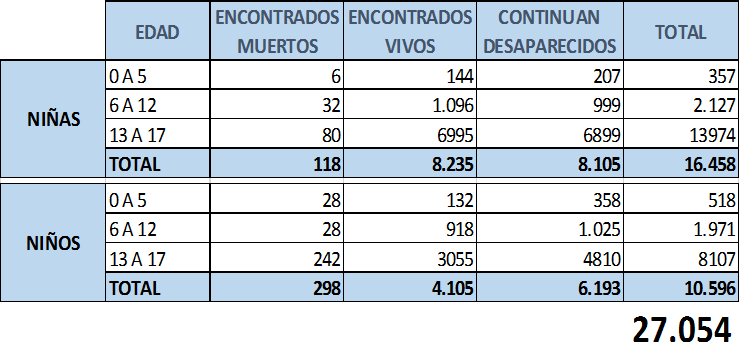 EDAD ENCONTRADOS MUERTOS ENCONTRADOS VIVOS CONTINUAN DESAPARECIDOS TOTAL
NIÑAS
0 A 5 6 144 207 357
6 A 12 32 1.096 999 2.127
13 A 17 80 6995 6899 13974
TOTAL 118 8.235 8.105 16.458
NIÑOS
0 A 5 28 132 358 518
6 A 12 28 918 1.025 1.971
13 A 17 242 3055 4810 8107
TOTAL 298 4.105 6.193 10.596
27.054